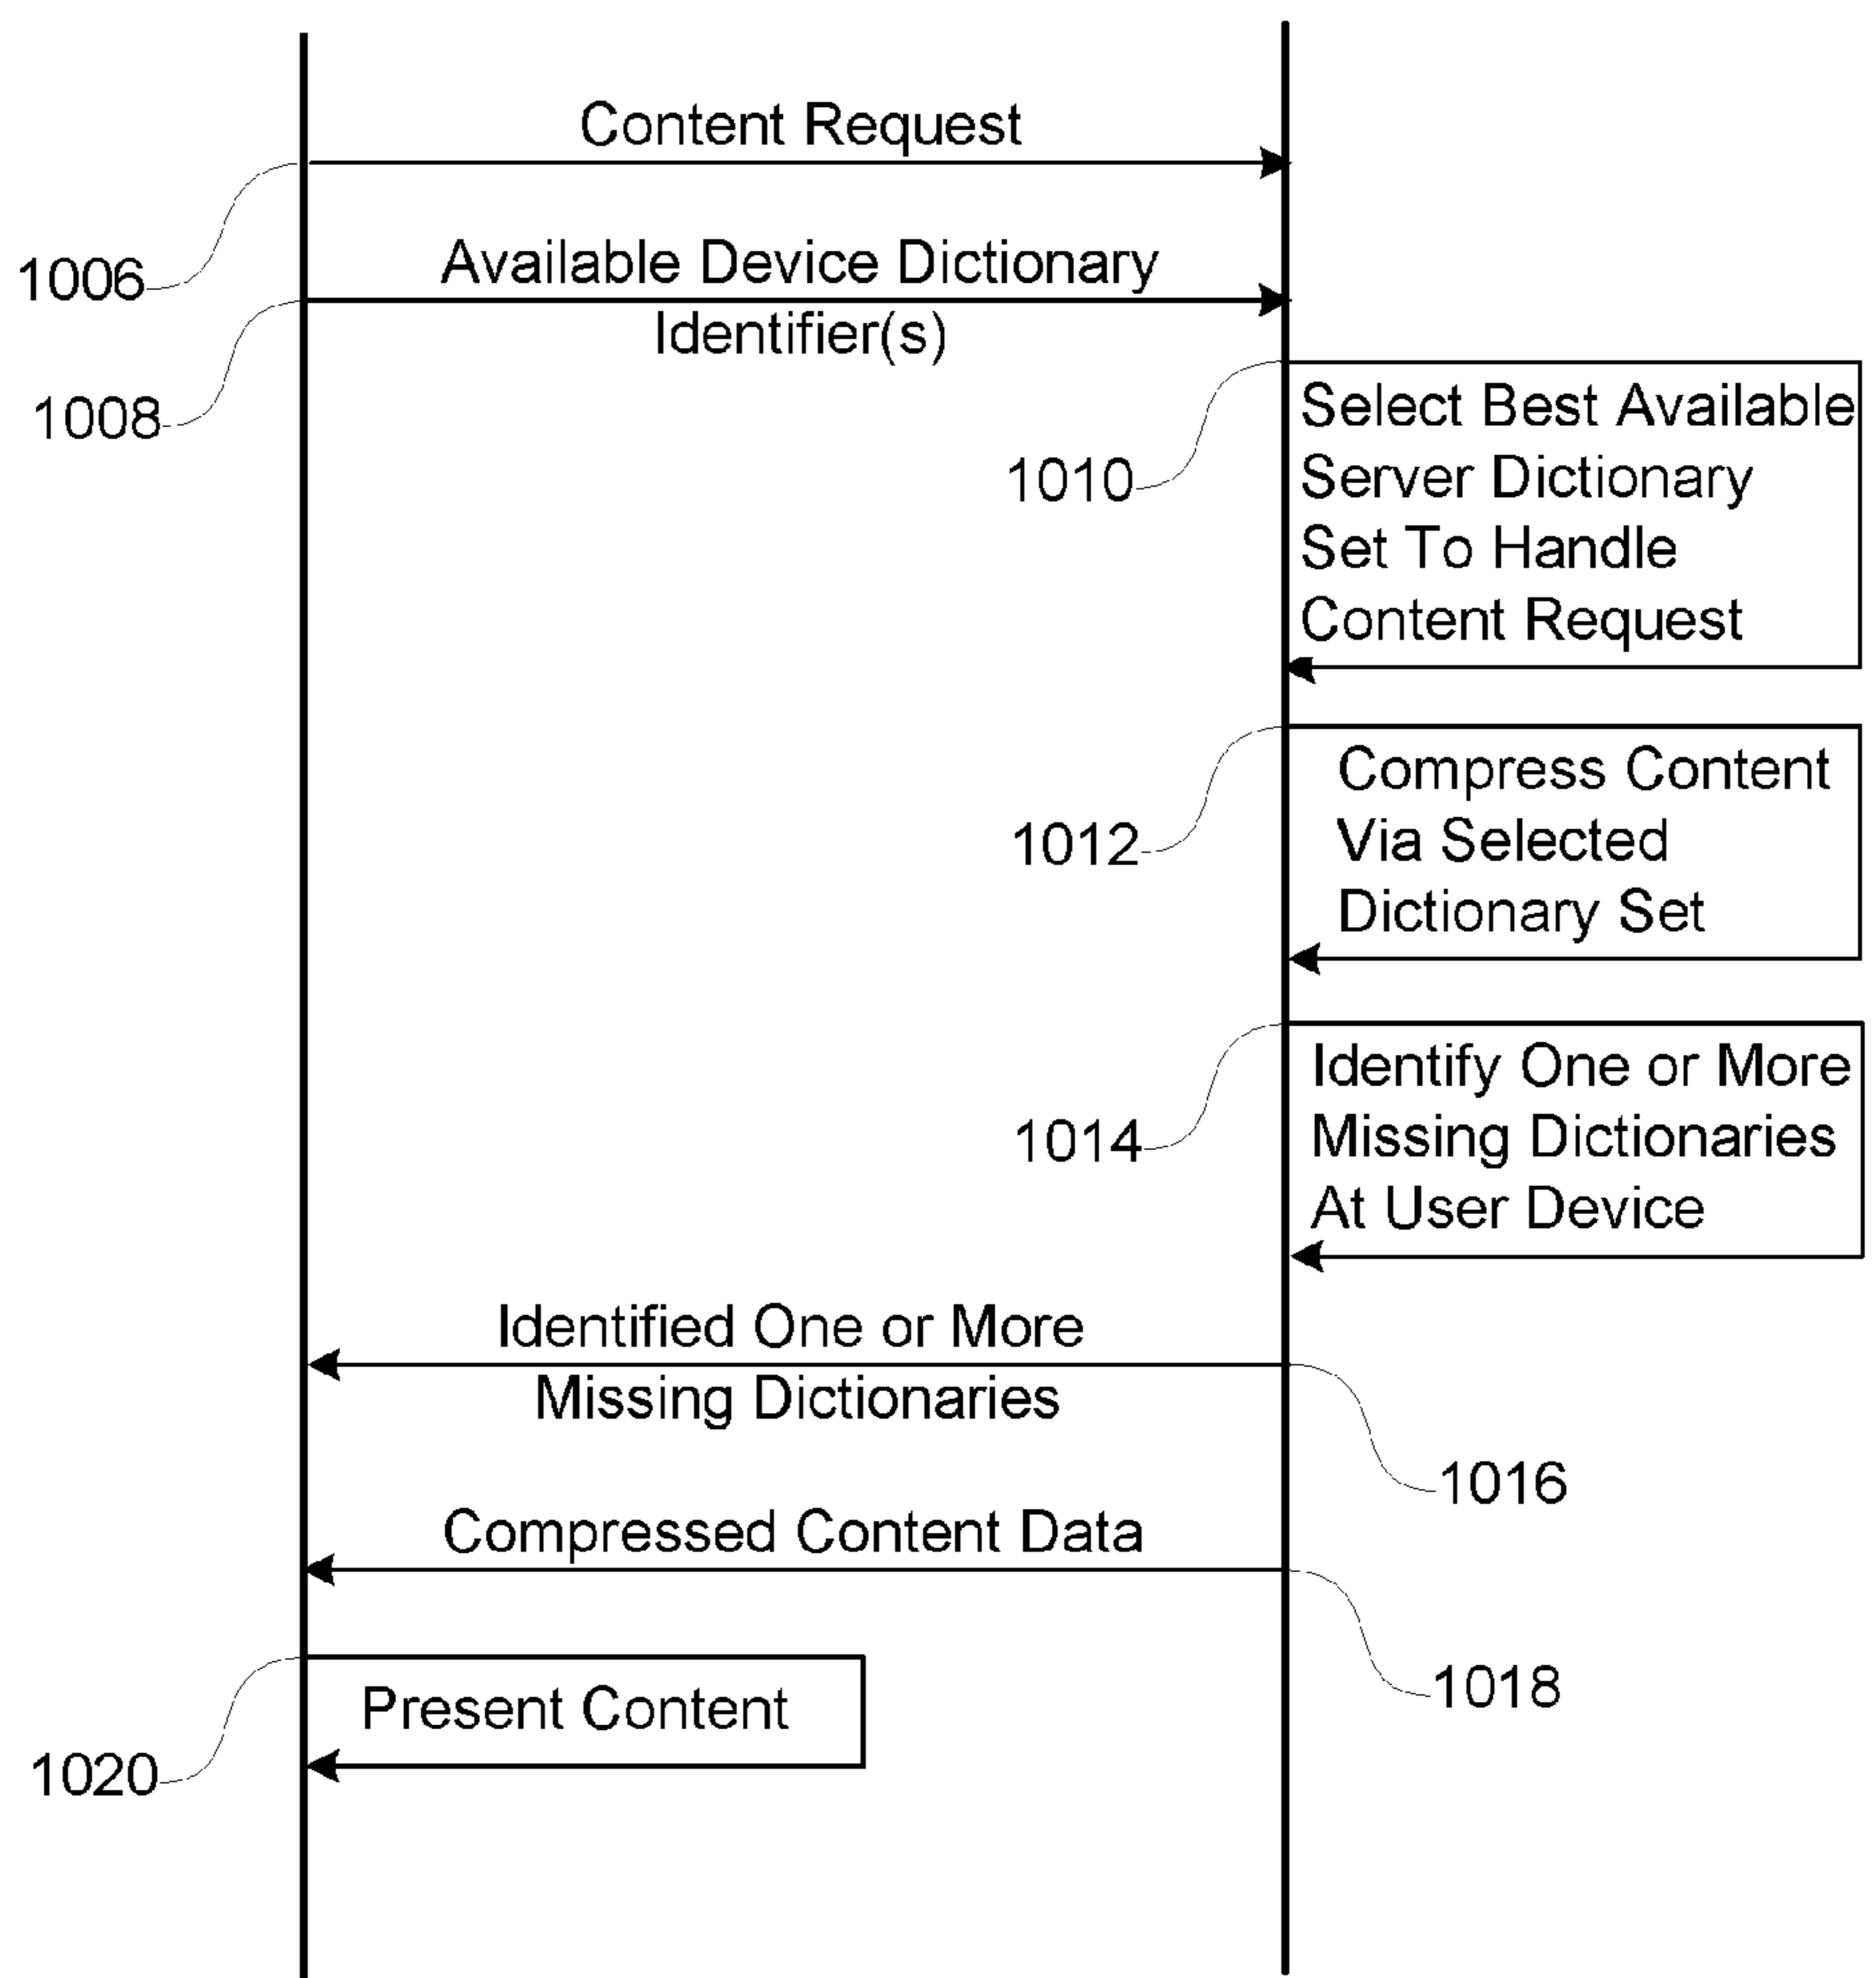 Content Request
1006
Available Device Dictionary
Identifier(s)
1008
Select Best Available
Server Dictionary
Set To Handle
Content Request
1010
Compress Content
Via Selected
Dictionary Set
1012
Identify One or More
Missing Dictionaries
At User Device
1014
Identified One or More
Missing Dictionaries
1016
Compressed Content Data
1018
Present Content
1020